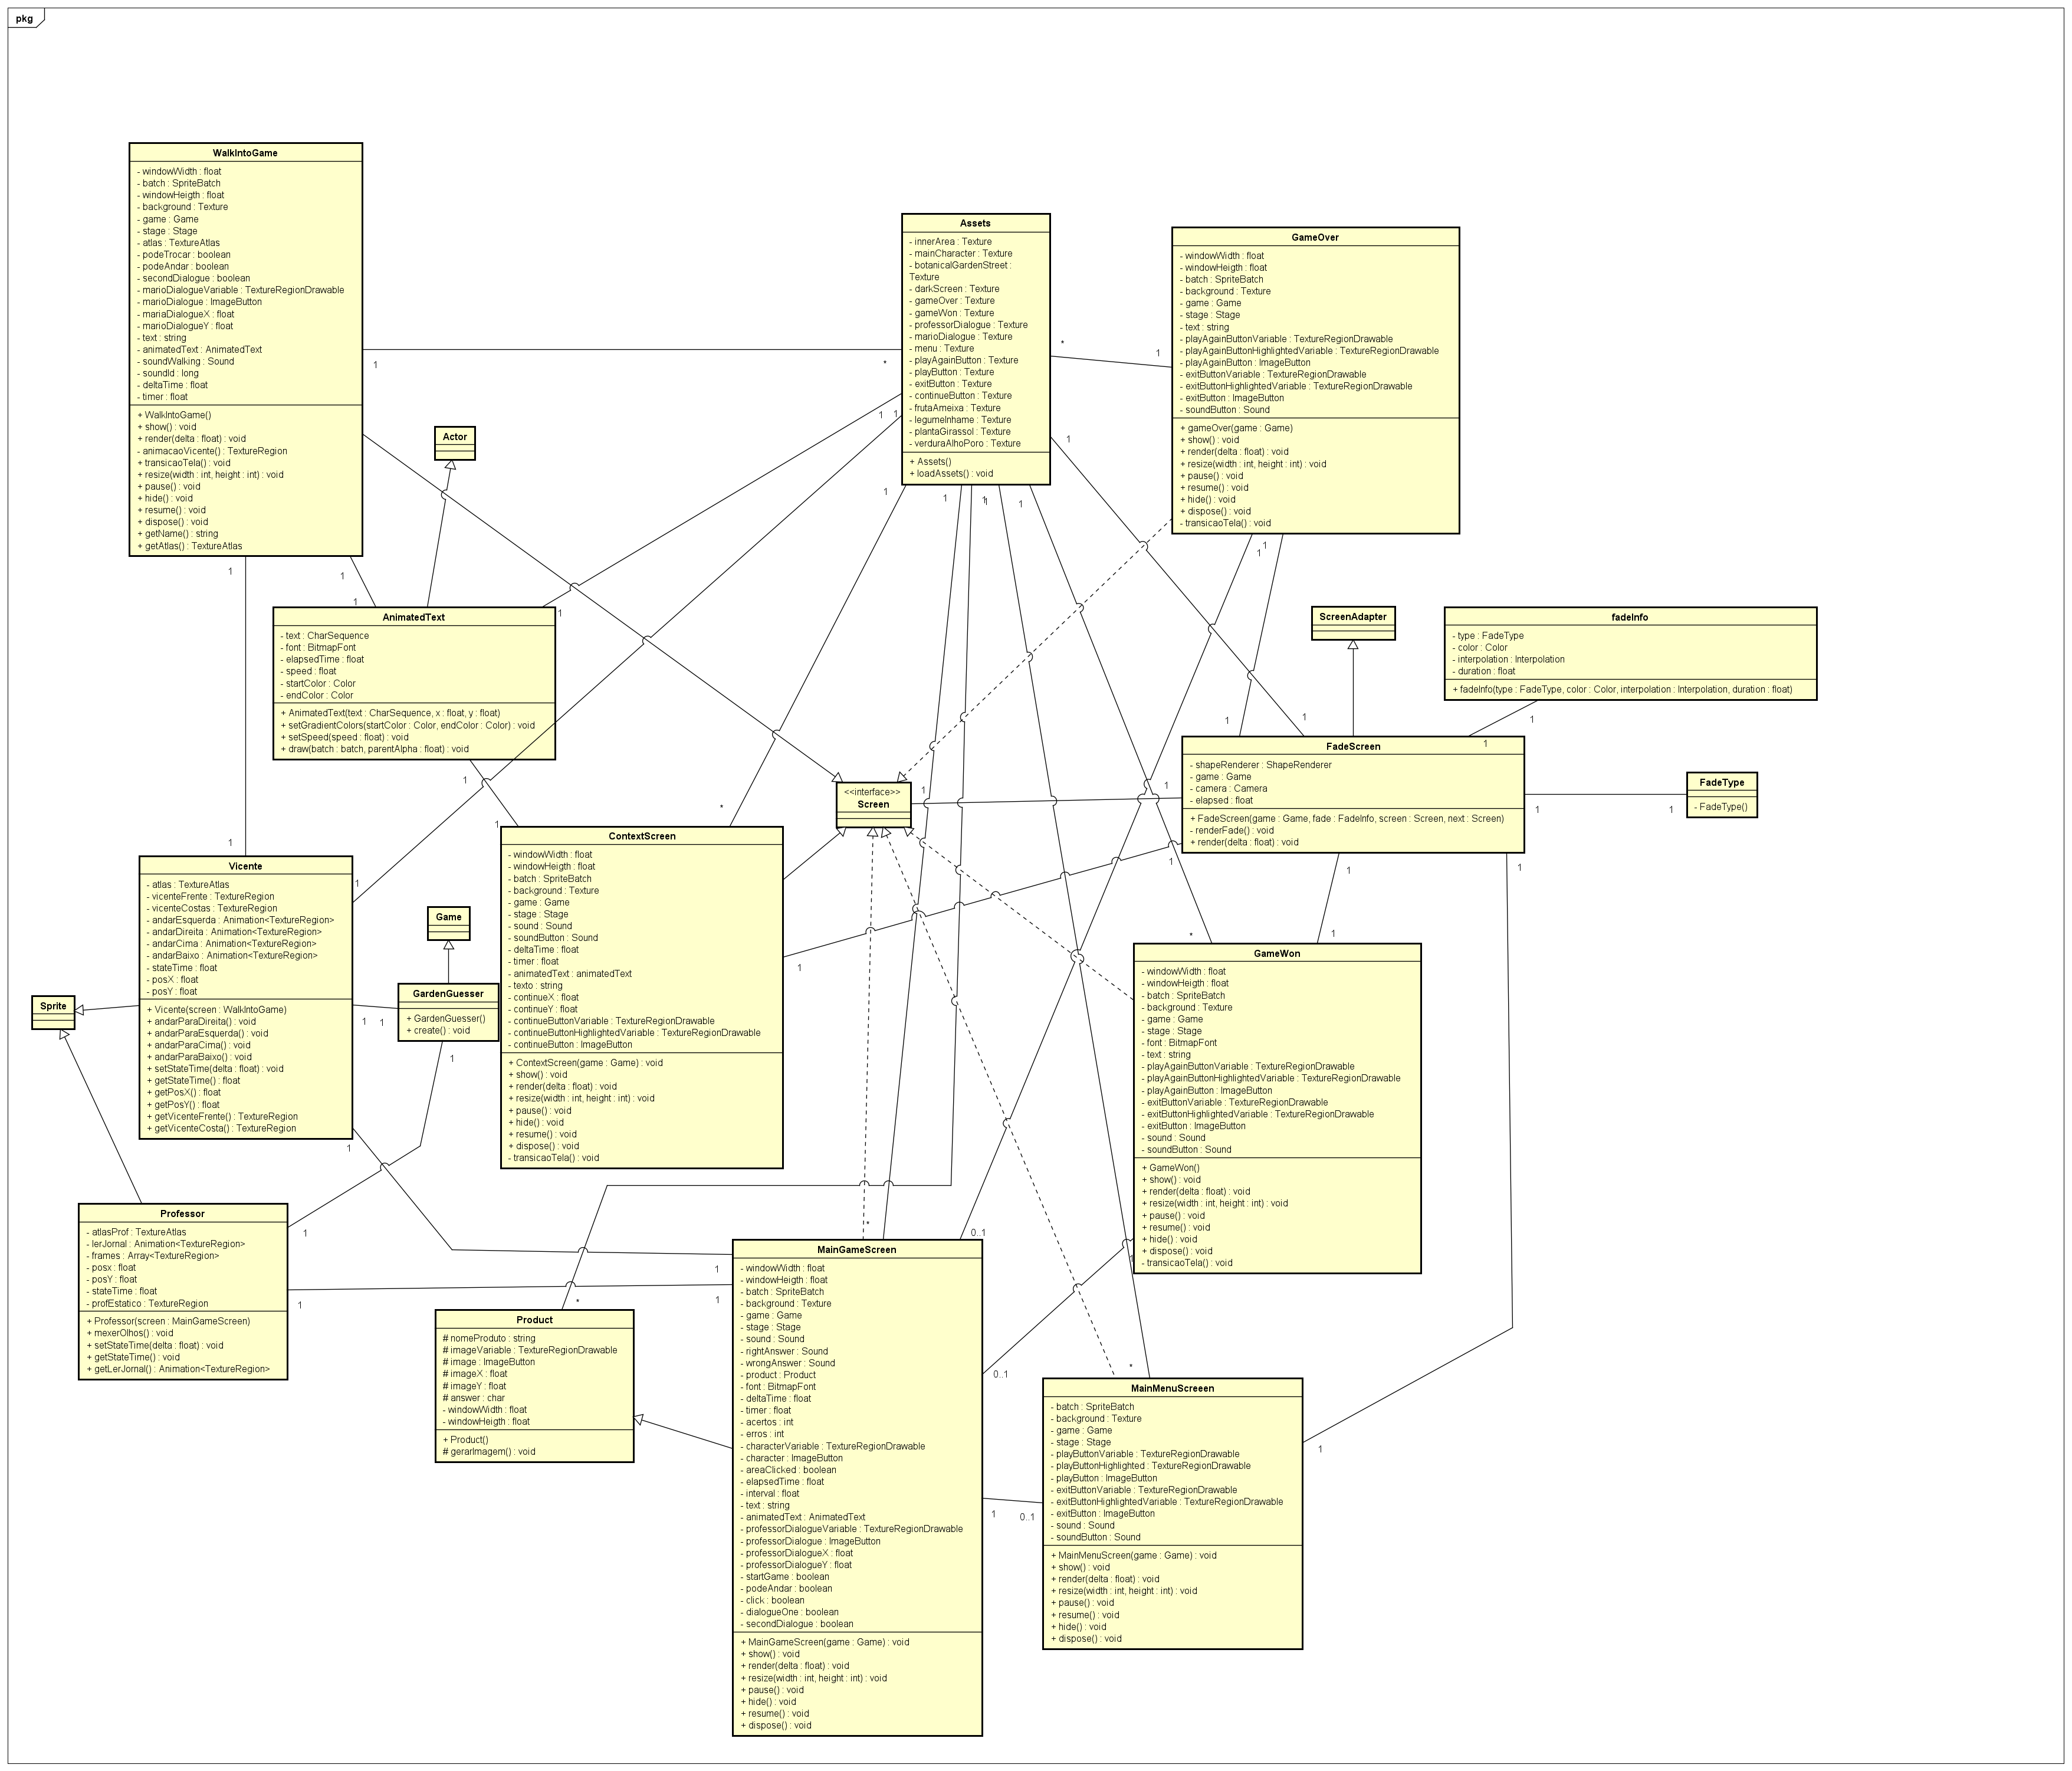 pkg
WalkIntoGame
- windowWidth : float
- batch : SpriteBatch
- windowHeigth : float
- background : Texture
- game : Game
- stage : Stage
- atlas : TextureAtlas
- podeTrocar : boolean
- podeAndar : boolean
- secondDialogue : boolean
- marioDialogueVariable : TextureRegionDrawable
- marioDialogue : ImageButton
- mariaDialogueX : float
- marioDialogueY : float
- text : string
- animatedText : AnimatedText
- soundWalking : Sound
- soundId : long
- deltaTime : float
- timer : float
+ WalkIntoGame()
+ show() : void
+ render(delta : float) : void
- animacaoVicente() : TextureRegion
+ transicaoTela() : void
+ resize(width : int, height : int) : void
+ pause() : void
+ hide() : void
+ resume() : void
+ dispose() : void
+ getName() : string
+ getAtlas() : TextureAtlas
Assets
- innerArea : Texture
- mainCharacter : Texture
- botanicalGardenStreet :
Texture
- darkScreen : Texture
- gameOver : Texture
- gameWon : Texture
- professorDialogue : Texture
- marioDialogue : Texture
- menu : Texture
- playAgainButton : Texture
- playButton : Texture
- exitButton : Texture
- continueButton : Texture
- frutaAmeixa : Texture
- legumeInhame : Texture
- plantaGirassol : Texture
- verduraAlhoPoro : Texture
+ Assets()
+ loadAssets() : void
GameOver
- windowWidth : float
- windowHeigth : float
- batch : SpriteBatch
- background : Texture
- game : Game
- stage : Stage
- text : string
- playAgainButtonVariable : TextureRegionDrawable
- playAgainButtonHighlightedVariable : TextureRegionDrawable
- playAgainButton : ImageButton
- exitButtonVariable : TextureRegionDrawable
- exitButtonHighlightedVariable : TextureRegionDrawable
- exitButton : ImageButton
- soundButton : Sound
+ gameOver(game : Game)
+ show() : void
+ render(delta : float) : void
+ resize(width : int, height : int) : void
+ pause() : void
+ resume() : void
+ hide() : void
+ dispose() : void
- transicaoTela() : void
1
*
*
1
Actor
1
1
1
1
1
1
1
1
1
1
1
1
1
AnimatedText
- text : CharSequence
- font : BitmapFont
- elapsedTime : float
- speed : float
- startColor : Color
- endColor : Color
+ AnimatedText(text : CharSequence, x : float, y : float)
+ setGradientColors(startColor : Color, endColor : Color) : void
+ setSpeed(speed : float) : void
+ draw(batch : batch, parentAlpha : float) : void
1
ScreenAdapter
fadeInfo
- type : FadeType
- color : Color
- interpolation : Interpolation
- duration : float
+ fadeInfo(type : FadeType, color : Color, interpolation : Interpolation, duration : float)
1
1
1
1
FadeScreen
- shapeRenderer : ShapeRenderer
- game : Game
- camera : Camera
- elapsed : float
+ FadeScreen(game : Game, fade : FadeInfo, screen : Screen, next : Screen)
- renderFade() : void
+ render(delta : float) : void
FadeType
- FadeType()
1
1
<<interface>>
Screen
1
1
1
*
1
ContextScreen
- windowWidth : float
- windowHeigth : float
- batch : SpriteBatch
- background : Texture
- game : Game
- stage : Stage
- sound : Sound
- soundButton : Sound
- deltaTime : float
- timer : float
- animatedText : animatedText
- texto : string
- continueX : float
- continueY : float
- continueButtonVariable : TextureRegionDrawable
- continueButtonHighlightedVariable : TextureRegionDrawable
- continueButton : ImageButton
+ ContextScreen(game : Game) : void
+ show() : void
+ render(delta : float) : void
+ resize(width : int, height : int) : void
+ pause() : void
+ hide() : void
+ resume() : void
+ dispose() : void
- transicaoTela() : void
1
Vicente
- atlas : TextureAtlas
- vicenteFrente : TextureRegion
- vicenteCostas : TextureRegion
- andarEsquerda : Animation<TextureRegion>
- andarDireita : Animation<TextureRegion>
- andarCima : Animation<TextureRegion>
- andarBaixo : Animation<TextureRegion>
- stateTime : float
- posX : float
- posY : float
+ Vicente(screen : WalkIntoGame)
+ andarParaDireita() : void
+ andarParaEsquerda() : void
+ andarParaCima() : void
+ andarParaBaixo() : void
+ setStateTime(delta : float) : void
+ getStateTime() : float
+ getPosX() : float
+ getPosY() : float
+ getVicenteFrente() : TextureRegion
+ getVicenteCosta() : TextureRegion
1
1
1
1
1
*
1
1
Game
GardenGuesser
+ GardenGuesser()
+ create() : void
Sprite
1
1
1
1
GameWon
- windowWidth : float
- windowHeigth : float
- batch : SpriteBatch
- background : Texture
- game : Game
- stage : Stage
- font : BitmapFont
- text : string
- playAgainButtonVariable : TextureRegionDrawable
- playAgainButtonHighlightedVariable : TextureRegionDrawable
- playAgainButton : ImageButton
- exitButtonVariable : TextureRegionDrawable
- exitButtonHighlightedVariable : TextureRegionDrawable
- exitButton : ImageButton
- sound : Sound
- soundButton : Sound
+ GameWon()
+ show() : void
+ render(delta : float) : void
+ resize(width : int, height : int) : void
+ pause() : void
+ resume() : void
+ hide() : void
+ dispose() : void
- transicaoTela() : void
Professor
- atlasProf : TextureAtlas
- lerJornal : Animation<TextureRegion>
- frames : Array<TextureRegion>
- posx : float
- posY : float
- stateTime : float
- profEstatico : TextureRegion
+ Professor(screen : MainGameScreen)
+ mexerOlhos() : void
+ setStateTime(delta : float) : void
+ getStateTime() : void
+ getLerJornal() : Animation<TextureRegion>
1
1
*
0..1
1
1
1
*
0..1
*
1
Product
# nomeProduto : string
# imageVariable : TextureRegionDrawable
# image : ImageButton
# imageX : float
# imageY : float
# answer : char
- windowWidth : float
- windowHeigth : float
+ Product()
# gerarImagem() : void
MainGameScreen
- windowWidth : float
- windowHeigth : float
- batch : SpriteBatch
- background : Texture
- game : Game
- stage : Stage
- sound : Sound
- rightAnswer : Sound
- wrongAnswer : Sound
- product : Product
- font : BitmapFont
- deltaTime : float
- timer : float
- acertos : int
- erros : int
- characterVariable : TextureRegionDrawable
- character : ImageButton
- areaClicked : boolean
- elapsedTime : float
- interval : float
- text : string
- animatedText : AnimatedText
- professorDialogueVariable : TextureRegionDrawable
- professorDialogue : ImageButton
- professorDialogueX : float
- professorDialogueY : float
- startGame : boolean
- podeAndar : boolean
- click : boolean
- dialogueOne : boolean
- secondDialogue : boolean
+ MainGameScreen(game : Game) : void
+ show() : void
+ render(delta : float) : void
+ resize(width : int, height : int) : void
+ pause() : void
+ hide() : void
+ resume() : void
+ dispose() : void
1
0..1
MainMenuScreeen
- batch : SpriteBatch
- background : Texture
- game : Game
- stage : Stage
- playButtonVariable : TextureRegionDrawable
- playButtonHighlighted : TextureRegionDrawable
- playButton : ImageButton
- exitButtonVariable : TextureRegionDrawable
- exitButtonHighlightedVariable : TextureRegionDrawable
- exitButton : ImageButton
- sound : Sound
- soundButton : Sound
+ MainMenuScreen(game : Game) : void
+ show() : void
+ render(delta : float) : void
+ resize(width : int, height : int) : void
+ pause() : void
+ resume() : void
+ hide() : void
+ dispose() : void